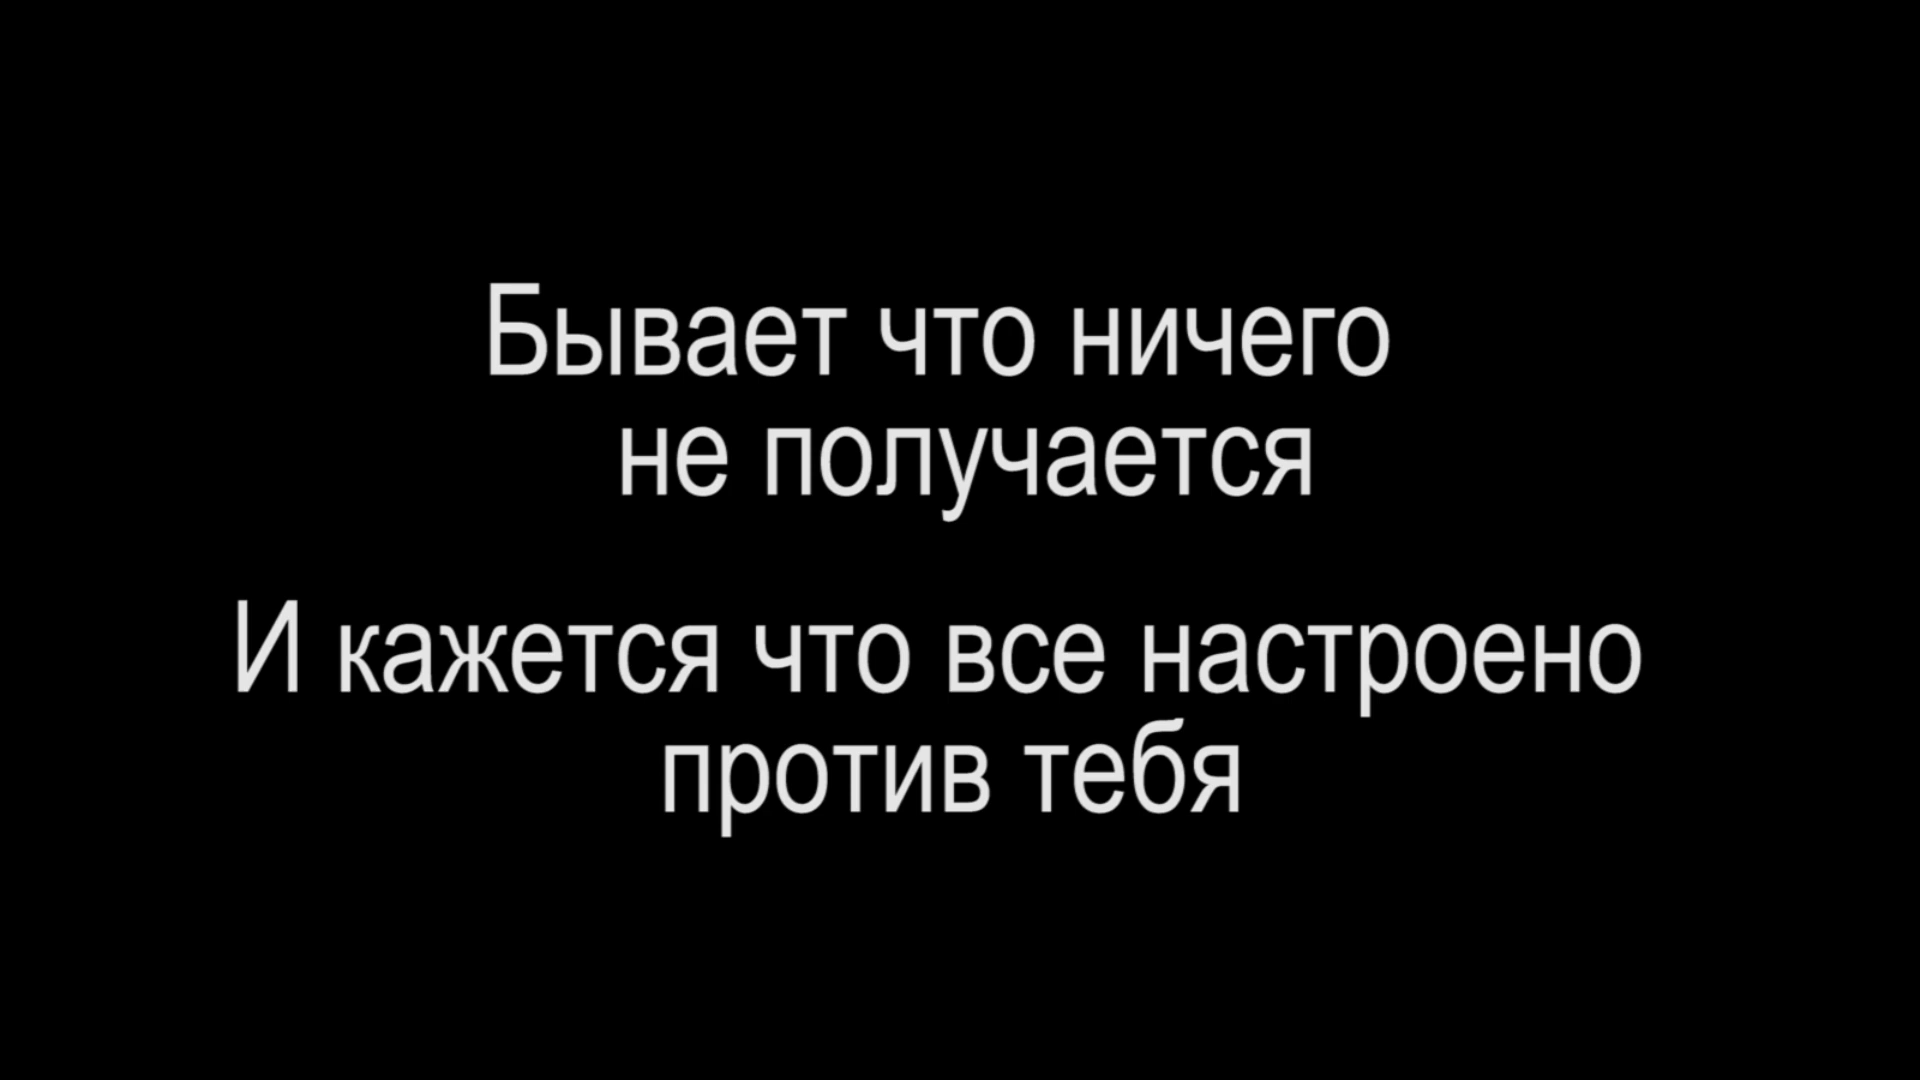 Бывает что ничего
не получается
И кажется что все настроено
против тебя